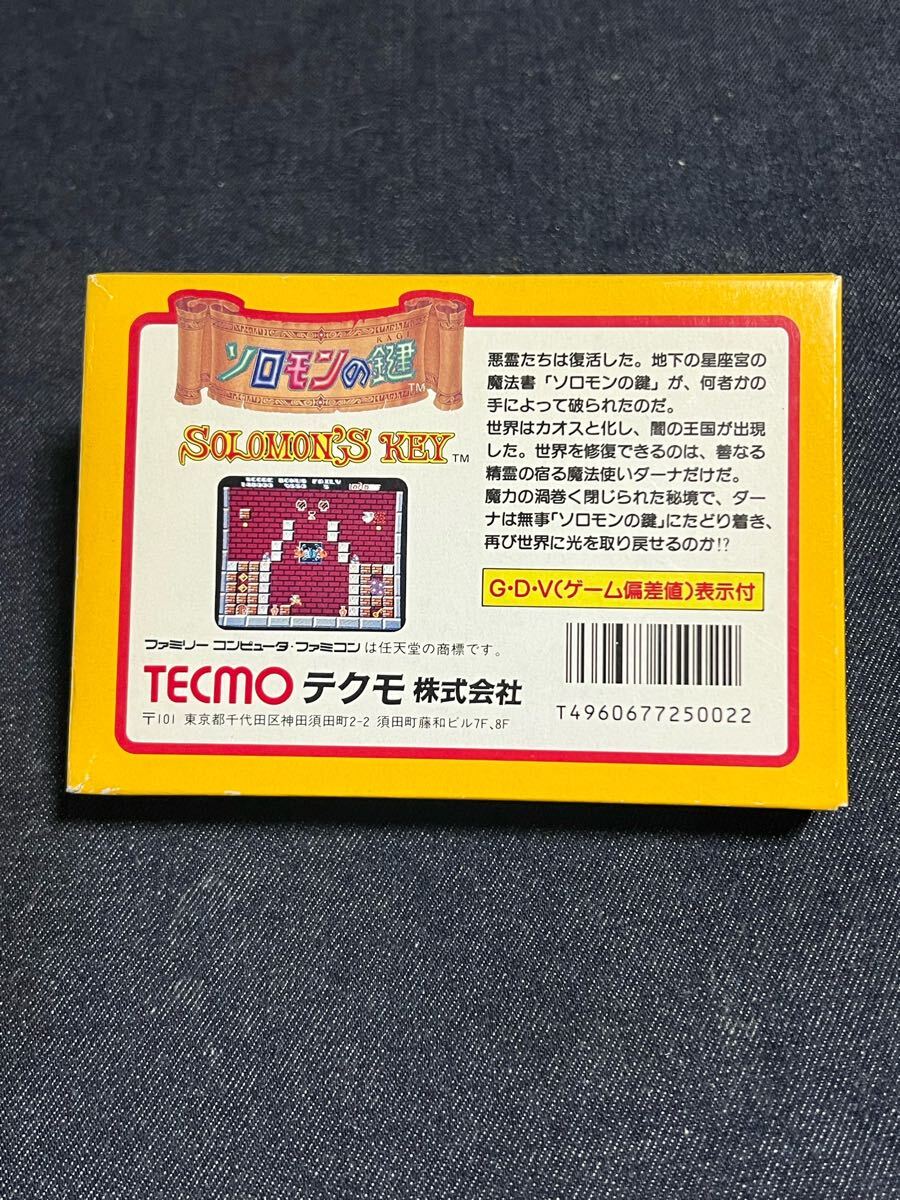 KAGI
ソロモンの鍵™
SOLOMON'S KEY™
悪霊たちは復活した。地下の星座宮の
魔法書「ソロモンの鍵」が、何者かの
手によって破られたのだ。
世界はカオスと化し、闇の王国が出現
した。世界を修復できるのは、善なる
精霊の宿る魔法使いダーナだけだ。
魔力の渦巻く閉じられた秘境で、ダー
ナは無事「ソロモンの鍵」にたどり着き、
再び世界に光を取り戻せるのか!?
G・D・V(ゲーム偏差値)表示付
ファミリー コンピュータ・ファミコン は任天堂の商標です。
TECMO テクモ 株式会社
〒101 東京都千代田区神田須田町2-2 須田町藤和ビル7F、8F
T4960677250022